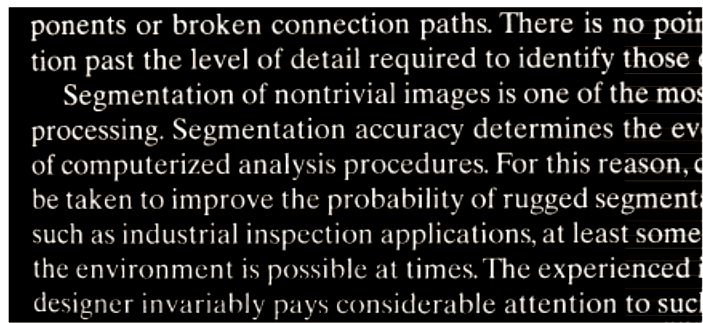 ponents or broken connection paths. There is no poin
tion past the level of detail required to identify those
Segmentation of nontrivial images is one of the mos
processing. Segmentation accuracy determines the ev
of computerized analysis procedures. For this reason, c
be taken to improve the probability of rugged segment
such as industrial inspection applications, at least some
the environment is possible at times. The experienced i
designer invariably pays considerable attention to such